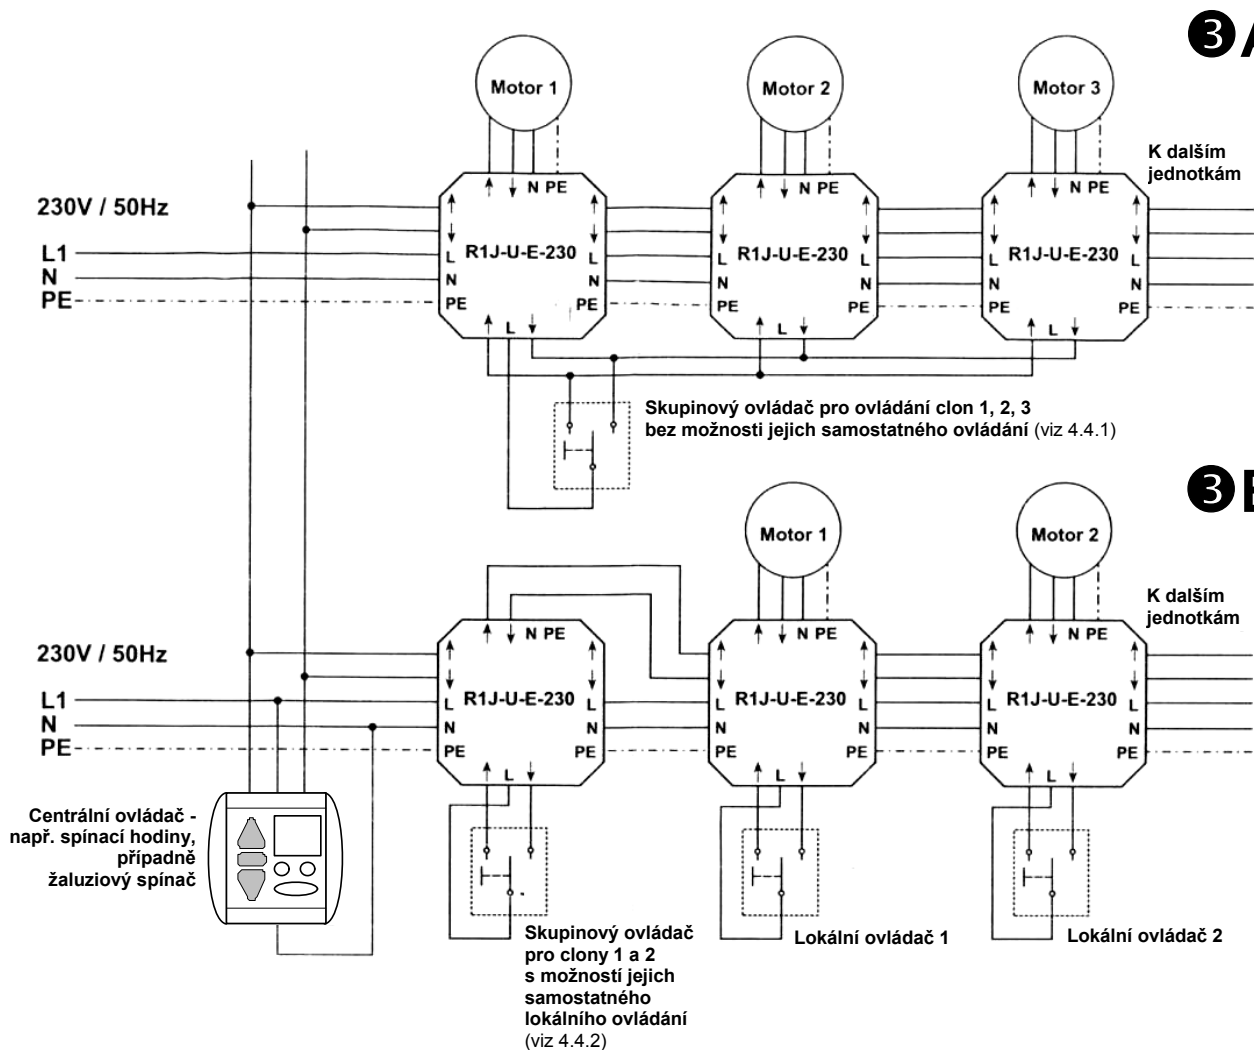 ❸A
Motor 1
Motor 2
Motor 3
K dalším
jednotkám
230V / 50Hz
L1
N
PE
↑ ↓ N PE
R1J-U-E-230
L L
N N
PE PE
↑ L ↓
↑ ↓ N PE
R1J-U-E-230
L L
N N
PE PE
↑ L ↓
↑ ↓ N PE
R1J-U-E-230
L L
N N
PE PE
↑ L ↓
Skupinový ovládač pro ovládání clon 1, 2, 3
bez možnosti jejich samostatného ovládání (viz 4.4.1)
❸B
Motor 1
Motor 2
K dalším
jednotkám
230V / 50Hz
L1
N
PE
↑ ↓ N PE
R1J-U-E-230
L L
N N
PE PE
↑ L ↓
↑ ↓ N PE
R1J-U-E-230
L L
N N
PE PE
↑ L ↓
↑ ↓ N PE
R1J-U-E-230
L L
N N
PE PE
↑ L ↓
Centrální ovládač -
např. spínací hodiny,
případně
žaluziový spínač
Skupinový ovládač
pro clony 1 a 2
s možností jejich
samostatného
lokálního ovládání
(viz 4.4.2)
Lokální ovládač 1
Lokální ovládač 2